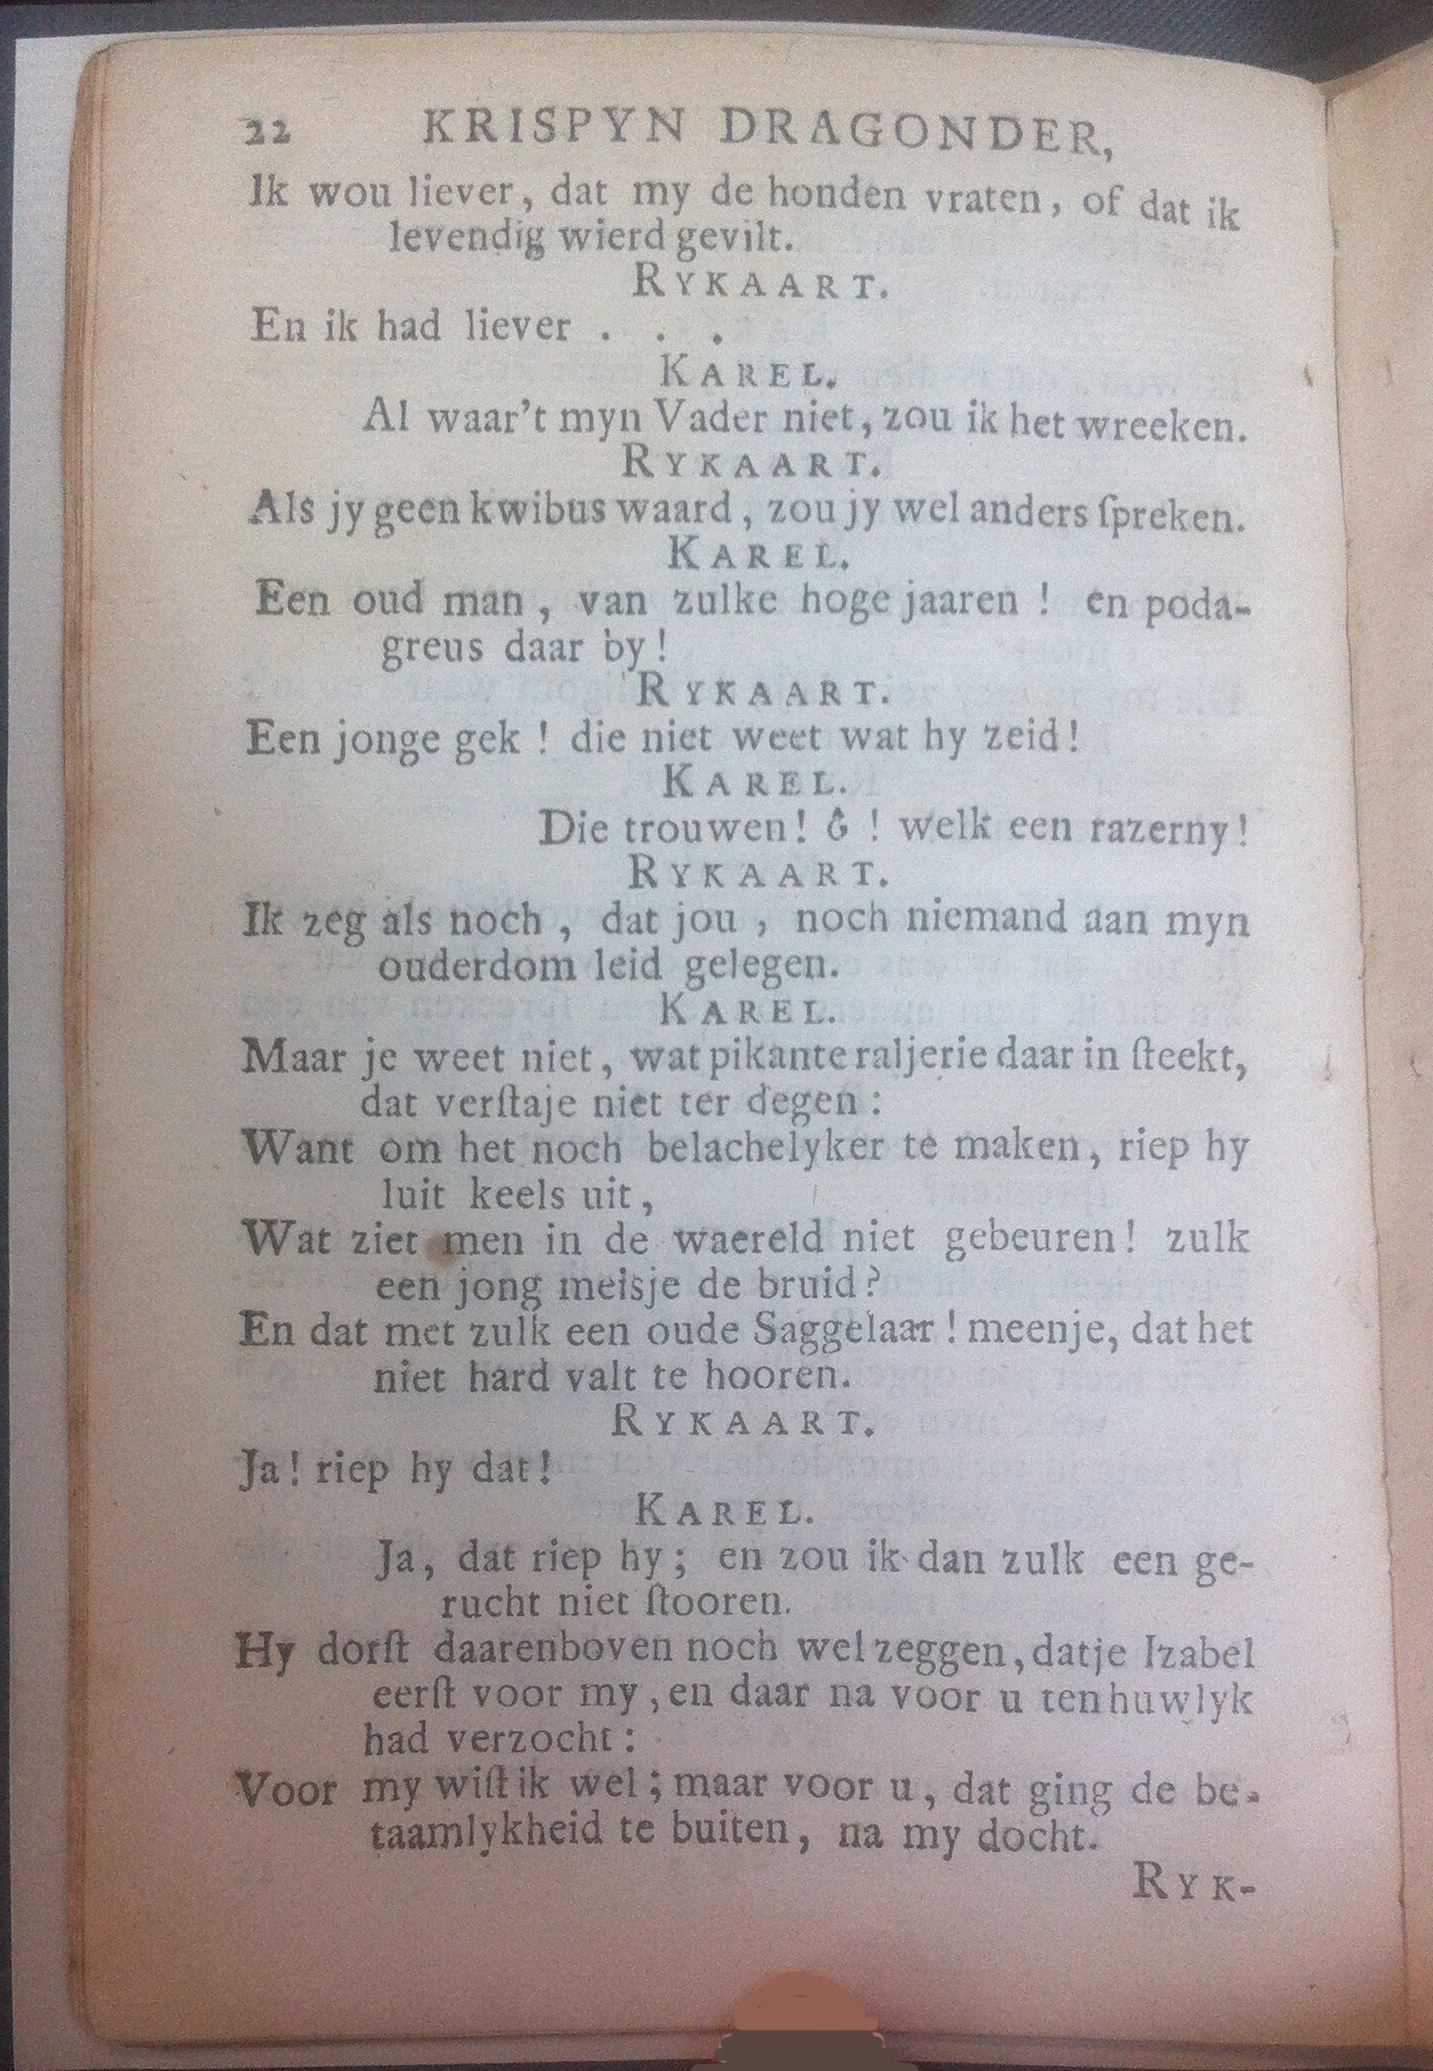 22 KRISPYN DRAGONDER,
Ik wou liever, dat my de honden vraten, of dat ik
levendig wierd gevilt.
RYKAART.
En ik had liever . . .
KAREL.
Al waar't myn Vader niet, zou ik het wreeken.
RYKAART.
Als jy geen kwibus waard, zou jy wel anders ſpreken.
KAREL.
Een oud man, van zulke hoge jaaren! en poda-
greus daar by!
RYKAART.
Een jonge gek! die niet weet wat hy zeid!
KAREL.
Die trouwen! ô! welk een razerny!
RYKAART.
Ik zeg als noch, dat jou, noch niemand aan myn
ouderdom leid gelegen.
KAREL.
Maar je weet niet, wat pikante raljerie daar in ſteekt,
dat verſtaje niet ter degen:
Want om het noch belachelyker te maken, riep hy
luit keels uit,
Wat ziet men in de waereld niet gebeuren! zulk
een jong meisje de bruid?
En dat met zulk een oude Saggelaar! meenje, dat het
niet hard valt te hooren.
RYKAART.
Ja! riep hy dat!
KAREL.
Ja, dat riep hy; en zou ik dan zulk een ge-
rucht niet ſtooren.
Hy dorſt daarenboven noch wel zeggen, datje Izabel
eerſt voor my, en daar na voor u ten huwlyk
had verzocht:
Voor my wiſt ik wel; maar voor u, dat ging de be-
taamlykheid te buiten, na my docht.
RYK-